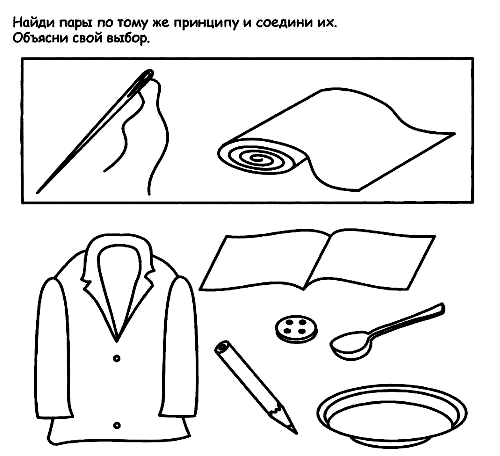 Найди пары по тому же принципу и соедини их.
Объясни свой выбор.